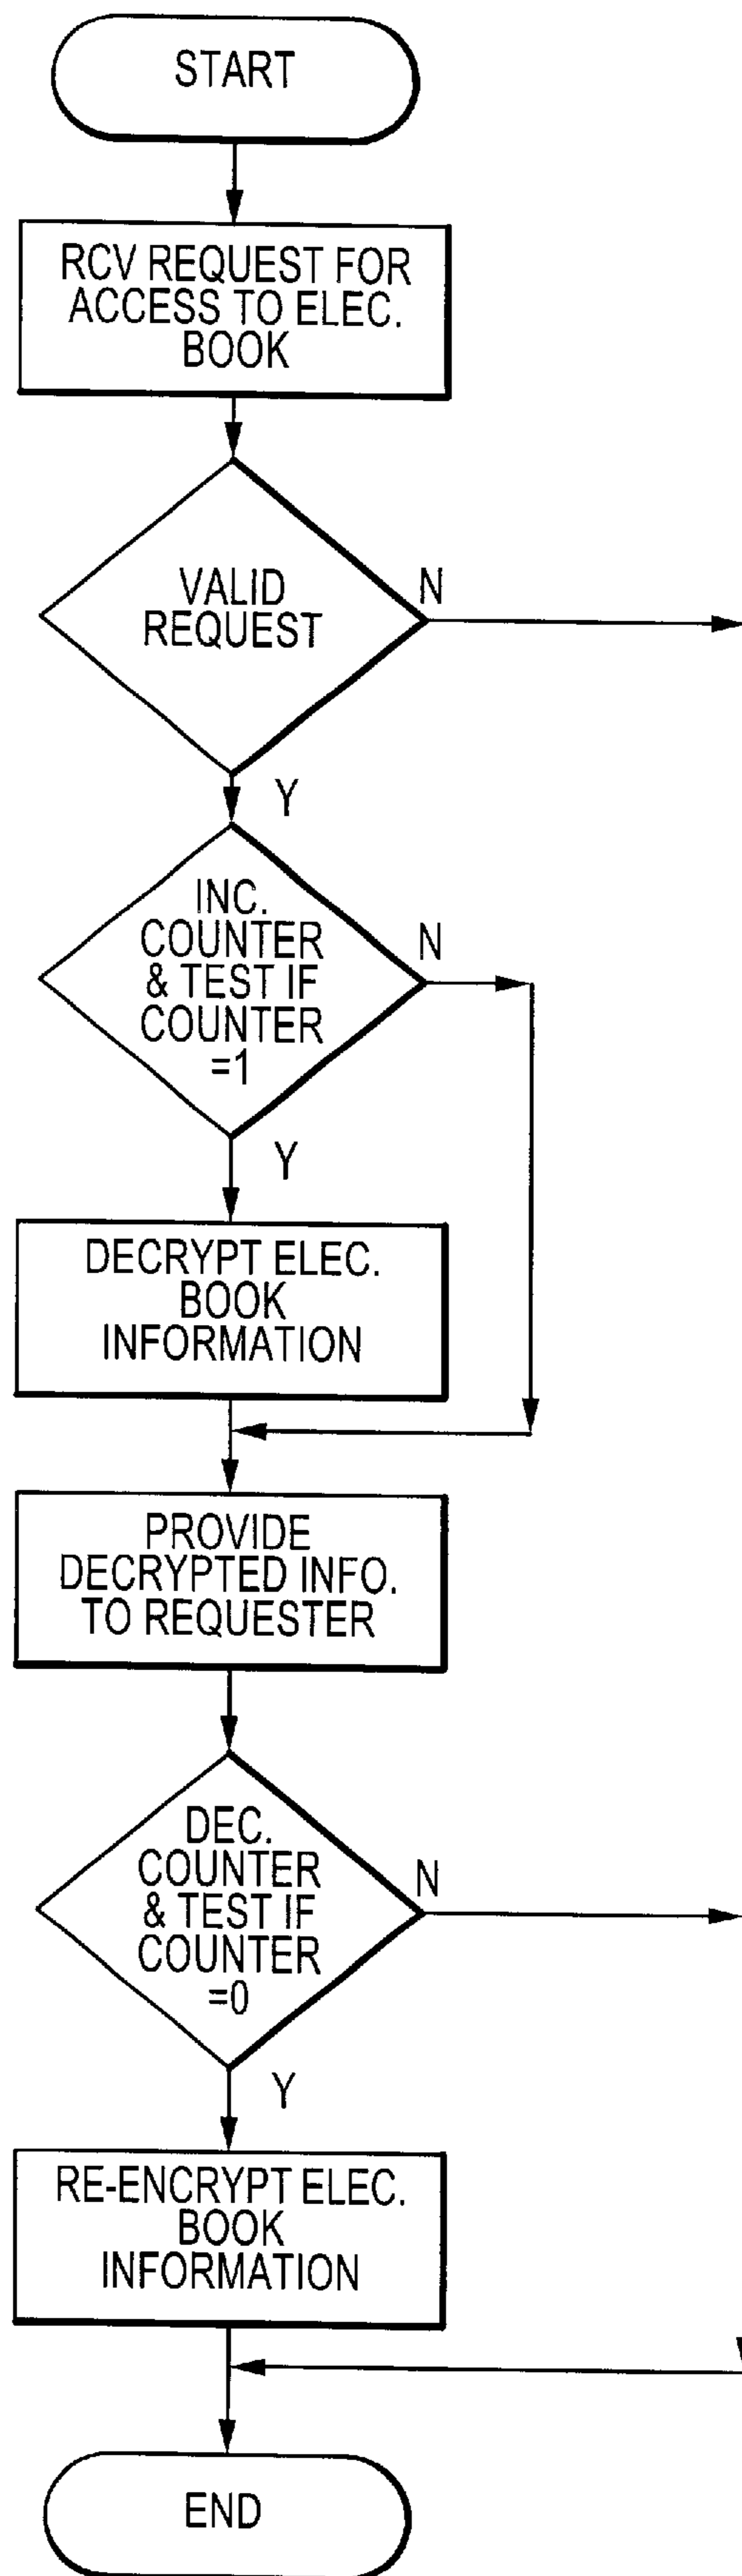 START
RCV REQUEST FOR
ACCESS TO ELEC.
BOOK
VALID
REQUEST
N
Y
INC.
COUNTER
& TEST IF
COUNTER
=1
N
Y
DECRYPT ELEC.
BOOK
INFORMATION
PROVIDE
DECRYPTED INFO.
TO REQUESTER
DEC.
COUNTER
& TEST IF
COUNTER
=0
N
Y
RE-ENCRYPT ELEC.
BOOK
INFORMATION
END